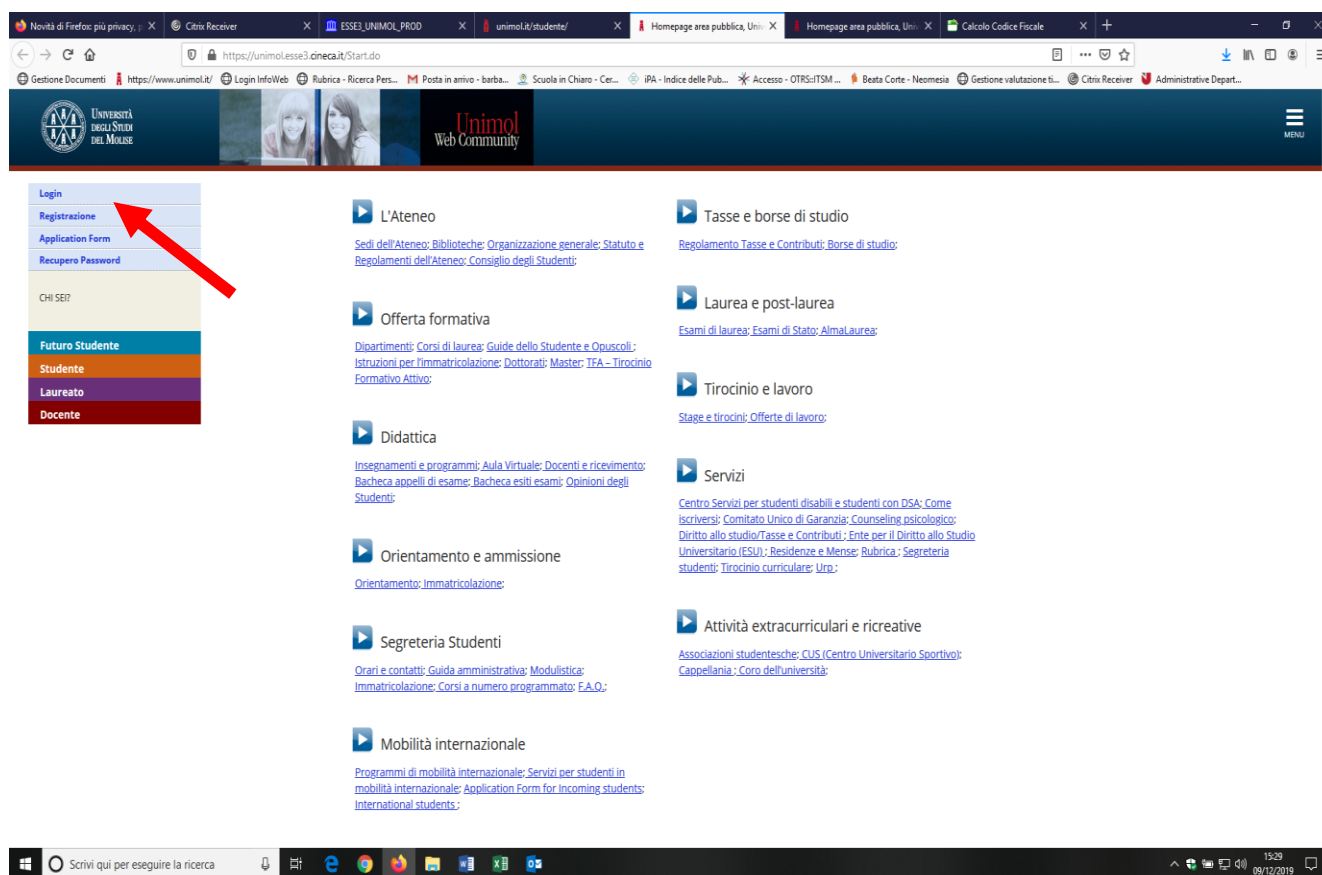 Novità di Firefox: più privacy, p
Citrix Receiver
ESSE3_UNIMOL_PROD
unimol.it/studente/
Homepage area pubblica, Univ
Homepage area pubblica, Univ
Calcolo Codice Fiscale
https://unimol.esse3.cineca.it/Start.do
Gestione Documenti
https://www.unimol.it/
Login InfoWeb
Rubrica - Ricerca Pers...
Posta in arrivo - barba...
Scuola in Chiaro - Cer...
iPA - Indice delle Pub...
Accesso - OTRS::ITSM ...
Beata Corte - Neomesia
Gestione valutazione ti...
Citrix Receiver
Administrative Depart...
Università
degli Studi
del Molise
Unimol
Web Community
MENU
Login
Registrazione
Application Form
Recupero Password
CHI SEI?
Futuro Studente
Studente
Laureato
Docente
L'Ateneo
Sedi dell'Ateneo; Biblioteche; Organizzazione generale; Statuto e
Regolamenti dell'Ateneo; Consiglio degli Studenti;
Offerta formativa
Dipartimenti; Corsi di laurea; Guide dello Studente e Opuscoli ;
Istruzioni per l'immatricolazione; Dottorati; Master; TFA – Tirocinio
Formativo Attivo;
Didattica
Insegnamenti e programmi; Aula Virtuale; Docenti e ricevimento;
Bacheca appelli di esame; Bacheca esiti esami; Opinioni degli
Studenti;
Orientamento e ammissione
Orientamento; Immatricolazione;
Segreteria Studenti
Orari e contatti; Guida amministrativa; Modulistica;
Immatricolazione; Corsi a numero programmato; F.A.Q.;
Mobilità internazionale
Programmi di mobilità internazionale; Servizi per studenti in
mobilità internazionale; Application Form for Incoming students;
International students ;
Tasse e borse di studio
Regolamento Tasse e Contributi; Borse di studio;
Laurea e post-laurea
Esami di laurea; Esami di Stato; AlmaLaurea;
Tirocinio e lavoro
Stage e tirocini; Offerte di lavoro;
Servizi
Centro Servizi per studenti disabili e studenti con DSA; Come
iscriversi; Comitato Unico di Garanzia; Counseling psicologico;
Diritto allo studio/Tasse e Contributi ; Ente per il Diritto allo Studio
Universitario (ESU) ; Residenze e Mense; Rubrica ; Segreteria
studenti; Tirocinio curriculare; Urp ;
Attività extracurriculari e ricreative
Associazioni studentesche; CUS (Centro Universitario Sportivo);
Cappellania ; Coro dell'università;
Scrivi qui per eseguire la ricerca
15:29
09/12/2019